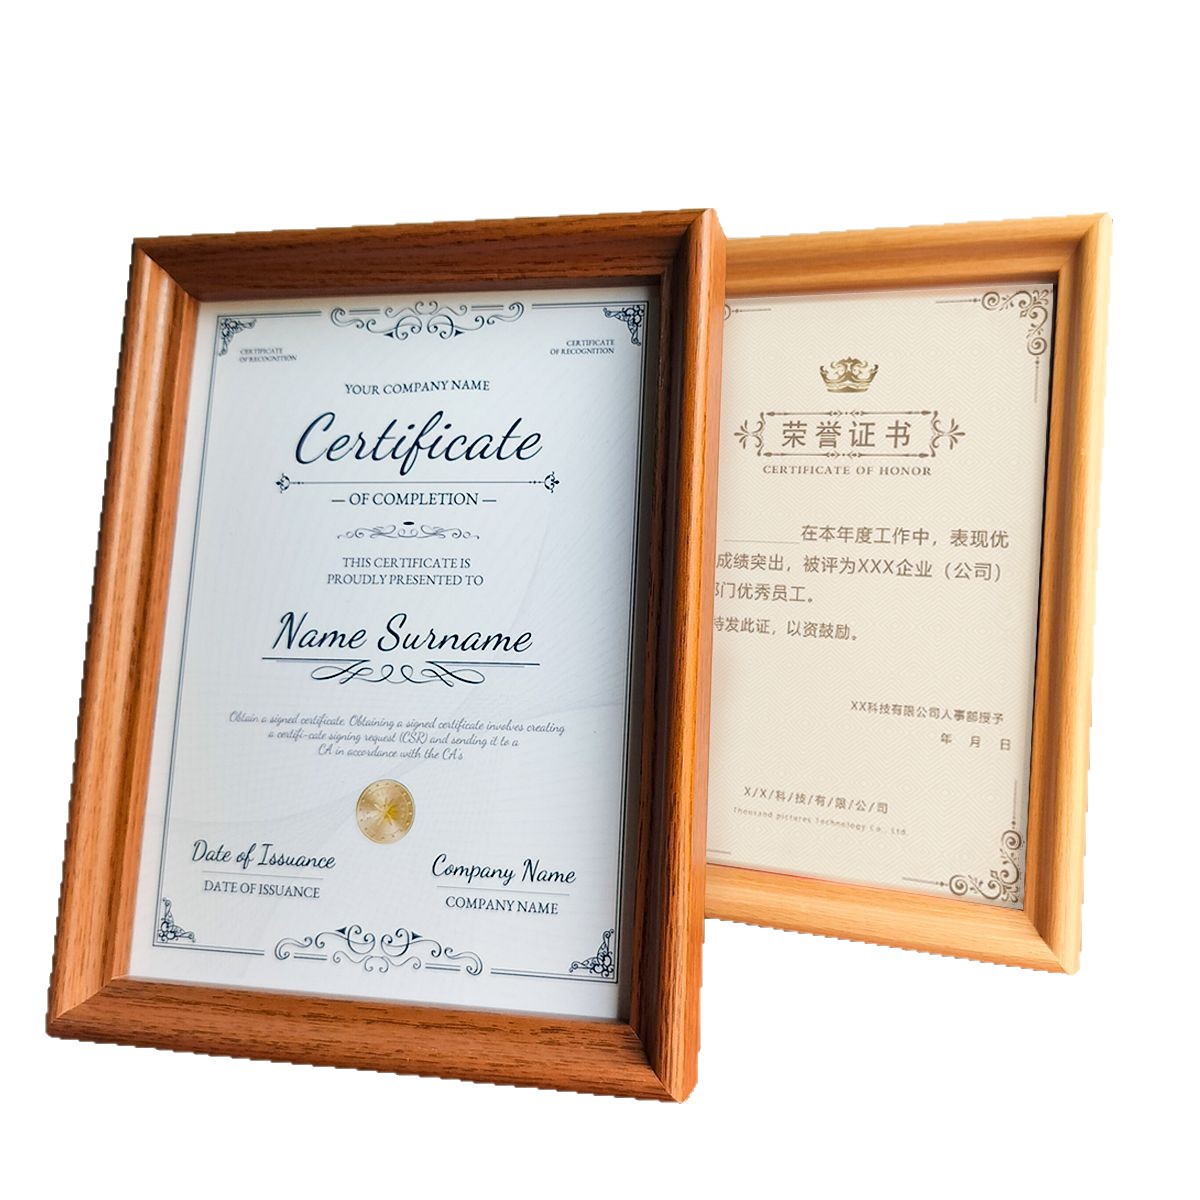 CERTIFICATE
OF RECOGNITION
CERTIFICATE
OF RECOGNITION
YOUR COMPANY NAME
Certificate
— OF COMPLETION —
THIS CERTIFICATE IS
PROUDLY PRESENTED TO
Name Surname
Obtain a signed certificate. Obtaining a signed certificate involves creating
a certifi-cate signing request (CSR) and sending it to a
CA in accordance with the CA's
Date of Issuance
DATE OF ISSUANCE
Company Name
COMPANY NAME
荣誉证书
CERTIFICATE OF HONOR
在本年度工作中，表现优
成绩突出，被评为XXX企业（公司）
部门优秀员工。
特发此证，以资鼓励。
XX科技有限公司人事部授予
年 月 日
X/X/科/技/有/限/公/司
Thousand pictures Technology Co., Ltd.